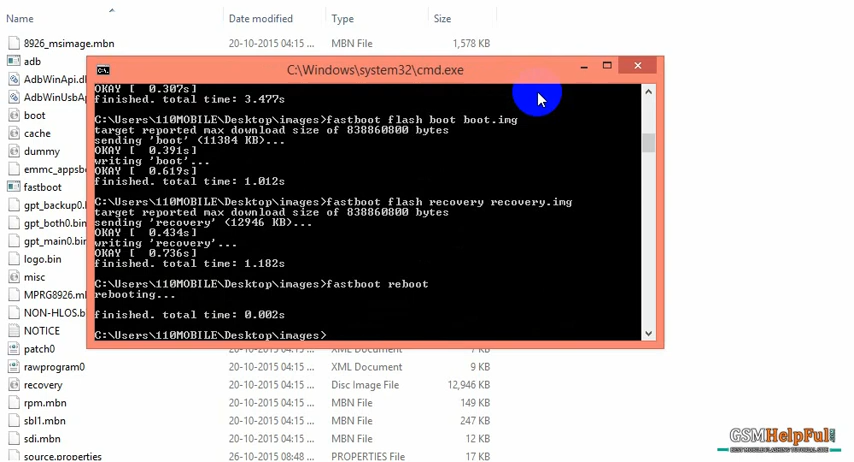 Name Date modified Type Size
8926_msimage.mbn 20-10-2015 04:15 ... MBN File 1,578 KB
C:\Windows\system32\cmd.exe
adb
AdbWinApi.dl
AdbWinUsbAp
boot
cache
dummy
emmc_appsbo
fastboot
gpt_backup0.l
gpt_both0.bin
gpt_main0.bin
logo.bin
misc
MPRG8926.m
NON-HLOS.b
NOTICE
OKAY [ 0.307s]
finished. total time: 3.477s
C:\Users\110MOBILE\Desktop\images>fastboot flash boot boot.img
target reported max download size of 838860800 bytes
sending 'boot' (11384 KB)...
OKAY [ 0.391s]
writing 'boot'...
OKAY [ 0.619s]
finished. total time: 1.012s
C:\Users\110MOBILE\Desktop\images>fastboot flash recovery recovery.img
target reported max download size of 838860800 bytes
sending 'recovery' (12946 KB)...
OKAY [ 0.434s]
writing 'recovery'...
OKAY [ 0.736s]
finished. total time: 1.182s
C:\Users\110MOBILE\Desktop\images>fastboot reboot
rebooting...
finished. total time: 0.002s
C:\Users\110MOBILE\Desktop\images>
patch0 20-10-2015 04:15 ... XML Document 7 KB
rawprogram0 20-10-2015 04:15 ... XML Document 9 KB
recovery 20-10-2015 04:15 ... Disc Image File 12,946 KB
rpm.mbn 20-10-2015 04:15 ... MBN File 149 KB
sbl1.mbn 20-10-2015 04:15 ... MBN File 247 KB
sdi.mbn 20-10-2015 04:15 ... MBN File 12 KB
source.properties 26-10-2015 08:48 ... PROPERTIES File 17 KB
GSMHelpFul